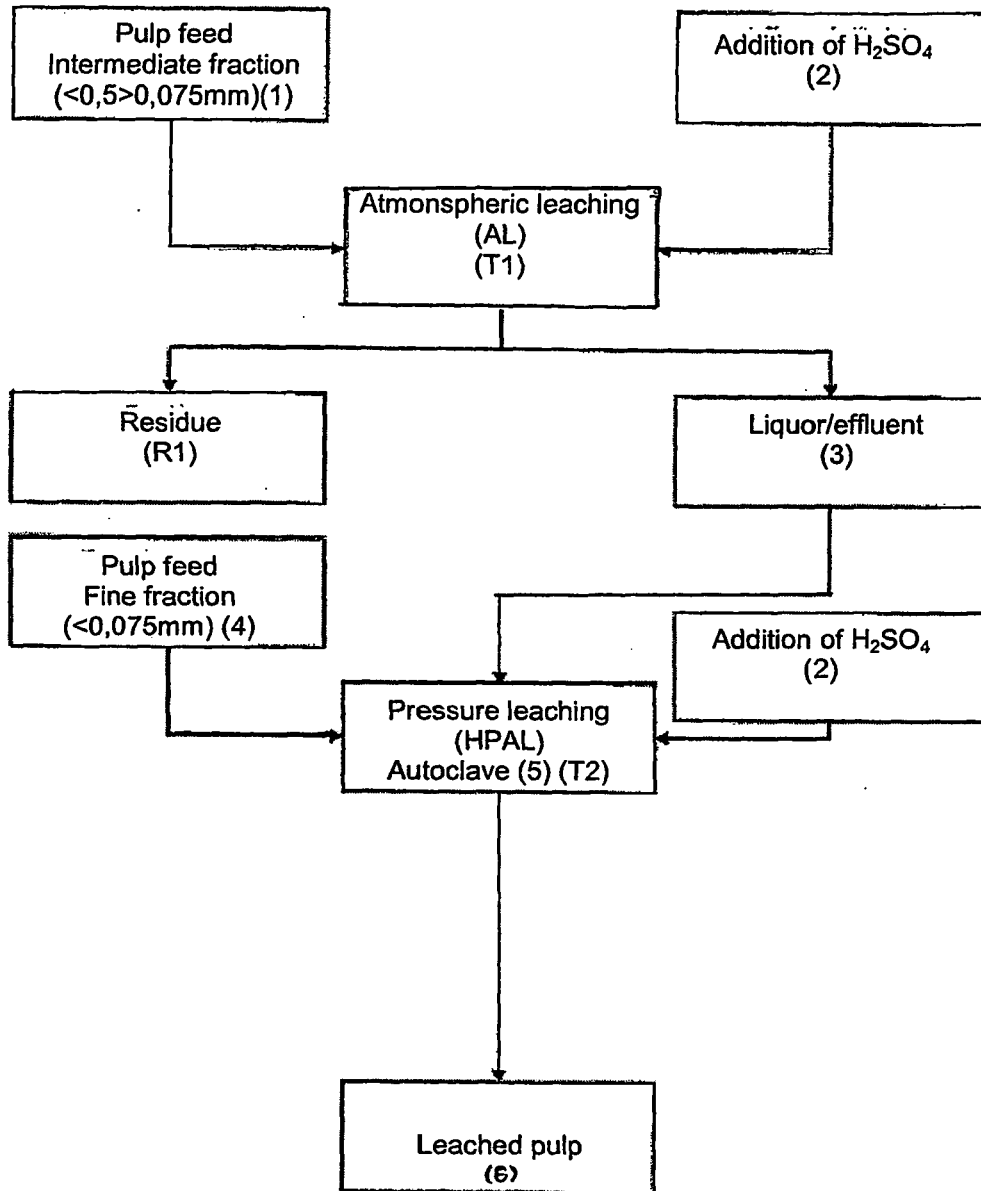 Pulp feed
Intermediate fraction
(<0,5>0,075mm)(1)
Addition of H₂SO₄
(2)
Atmonspheric leaching
(AL)
(T1)
Residue
(R1)
Liquor/effluent
(3)
Pulp feed
Fine fraction
(<0,075mm) (4)
Addition of H₂SO₄
(2)
Pressure leaching
(HPAL)
Autoclave (5) (T2)
Leached pulp
(6)